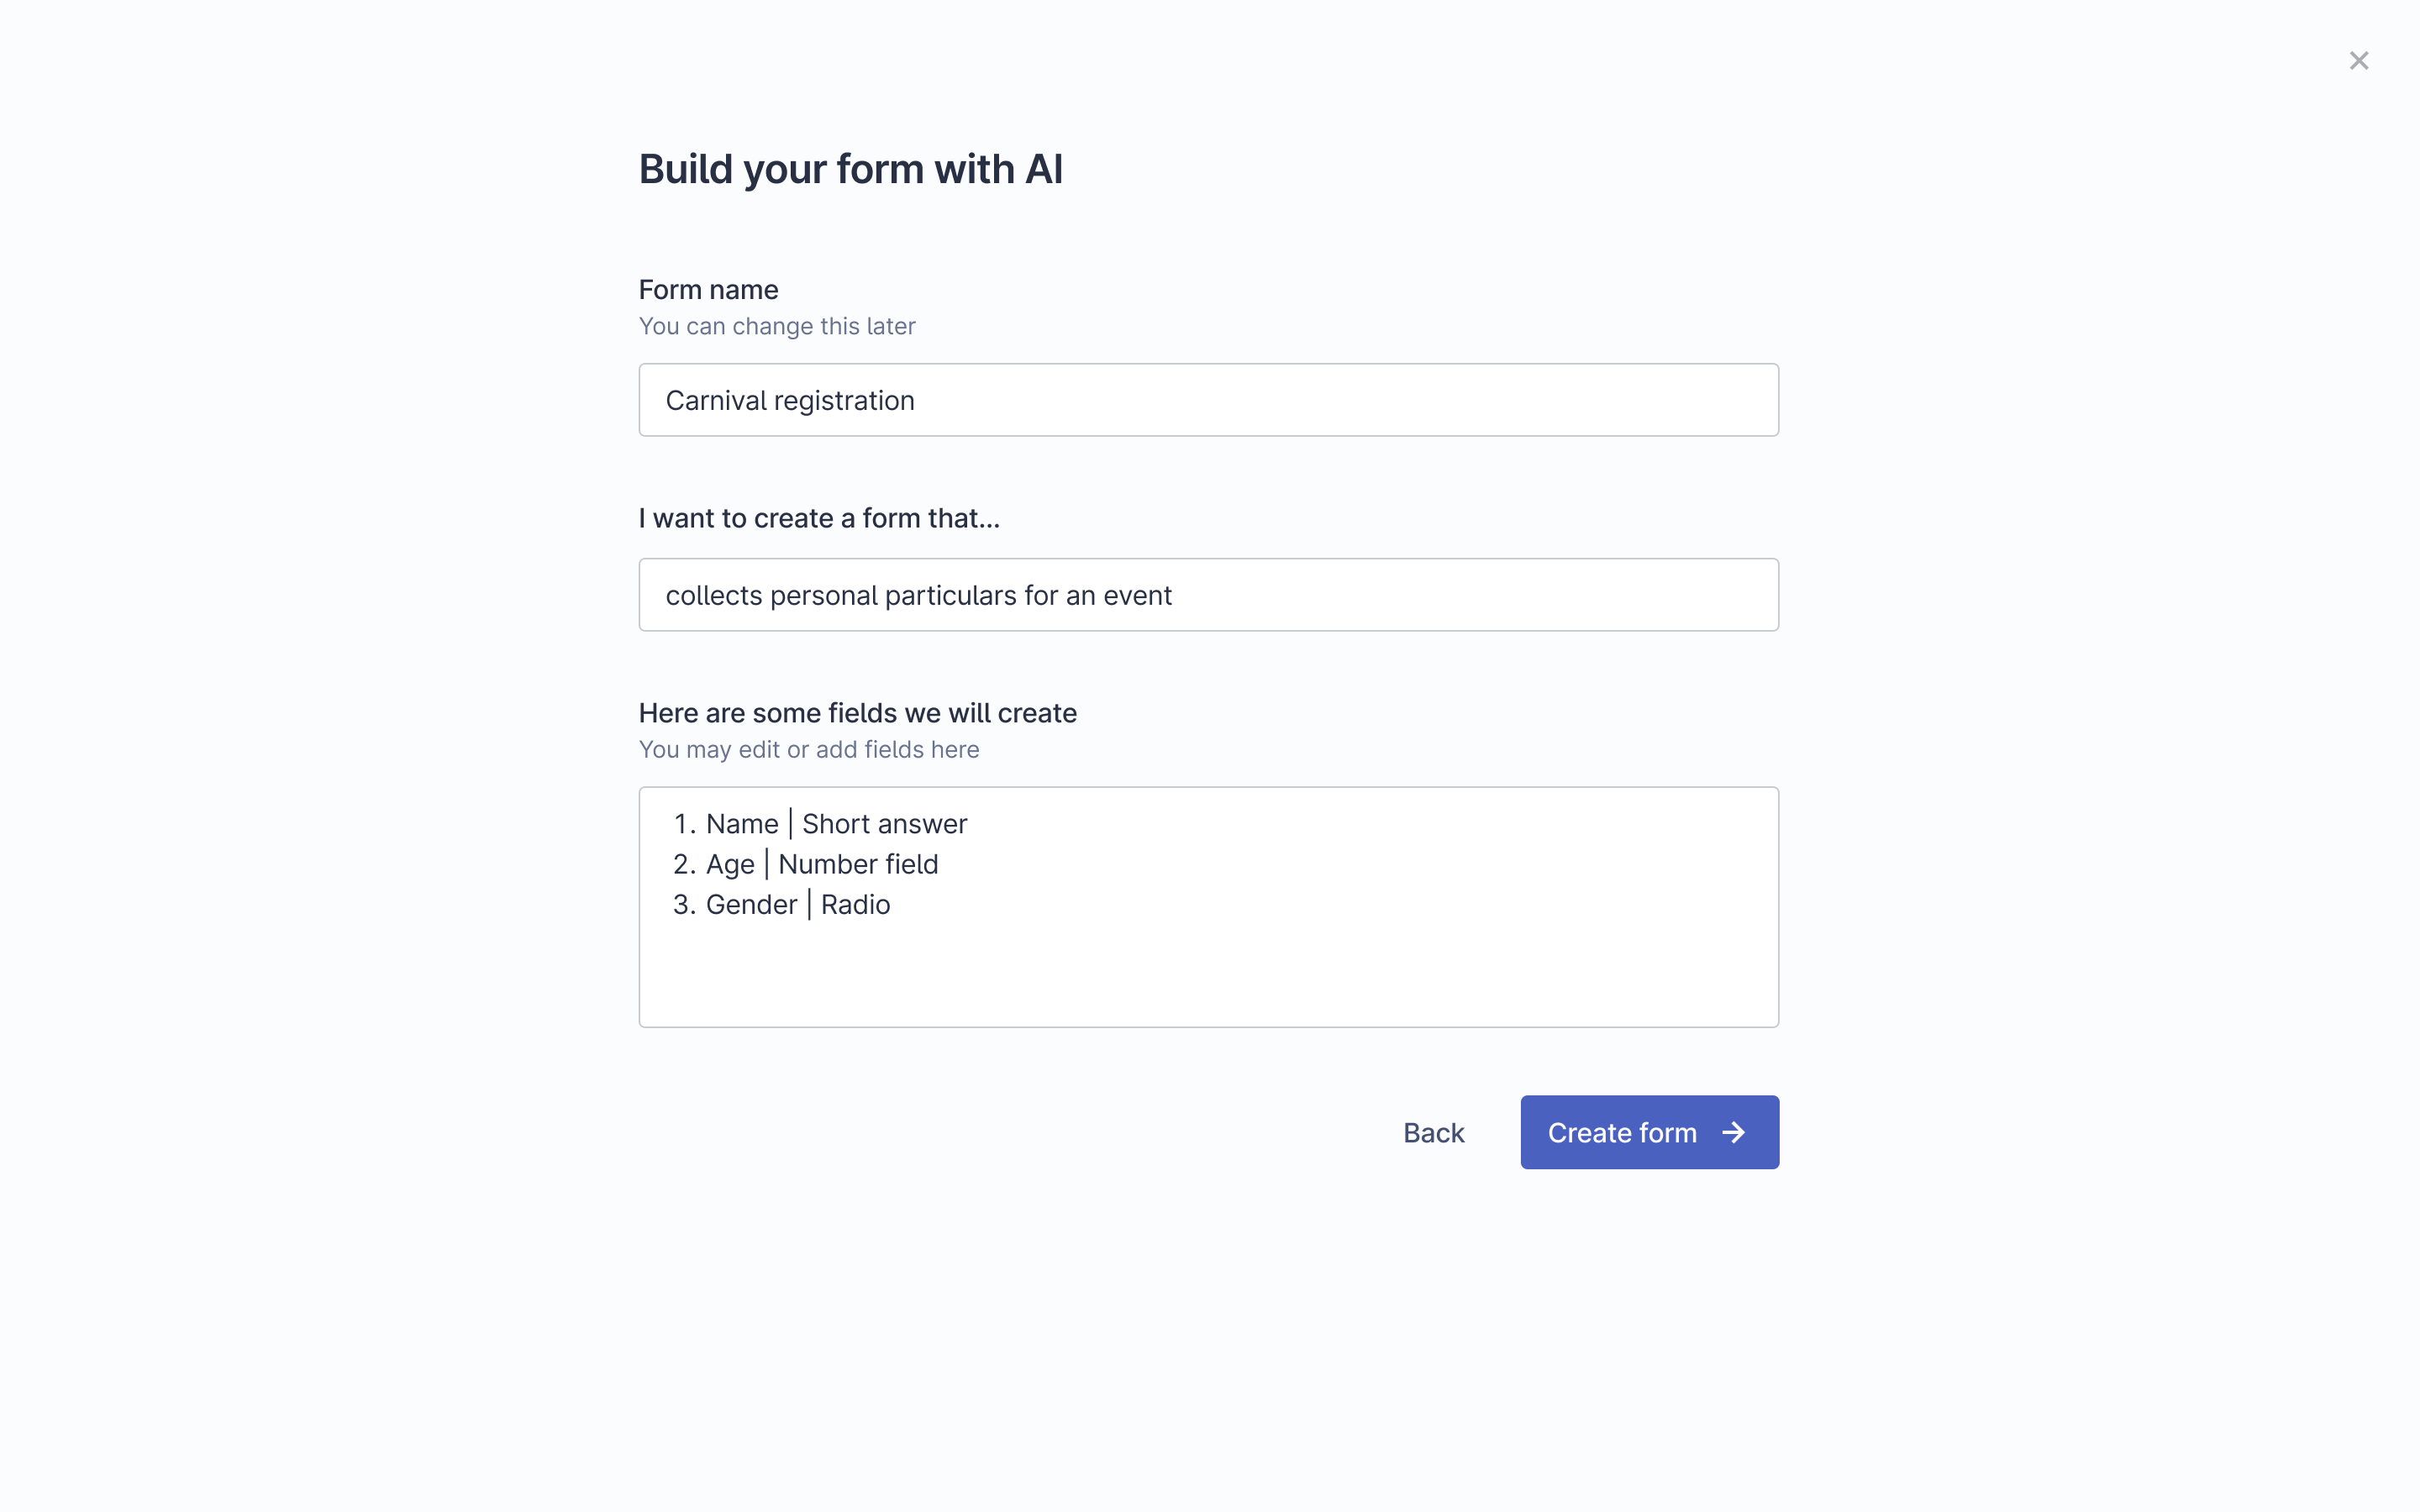 Build your form with AI
Form name
You can change this later
Carnival registration
I want to create a form that...
collects personal particulars for an event
Here are some fields we will create
You may edit or add fields here
1. Name | Short answer
2. Age | Number field
3. Gender | Radio
Back
Create form